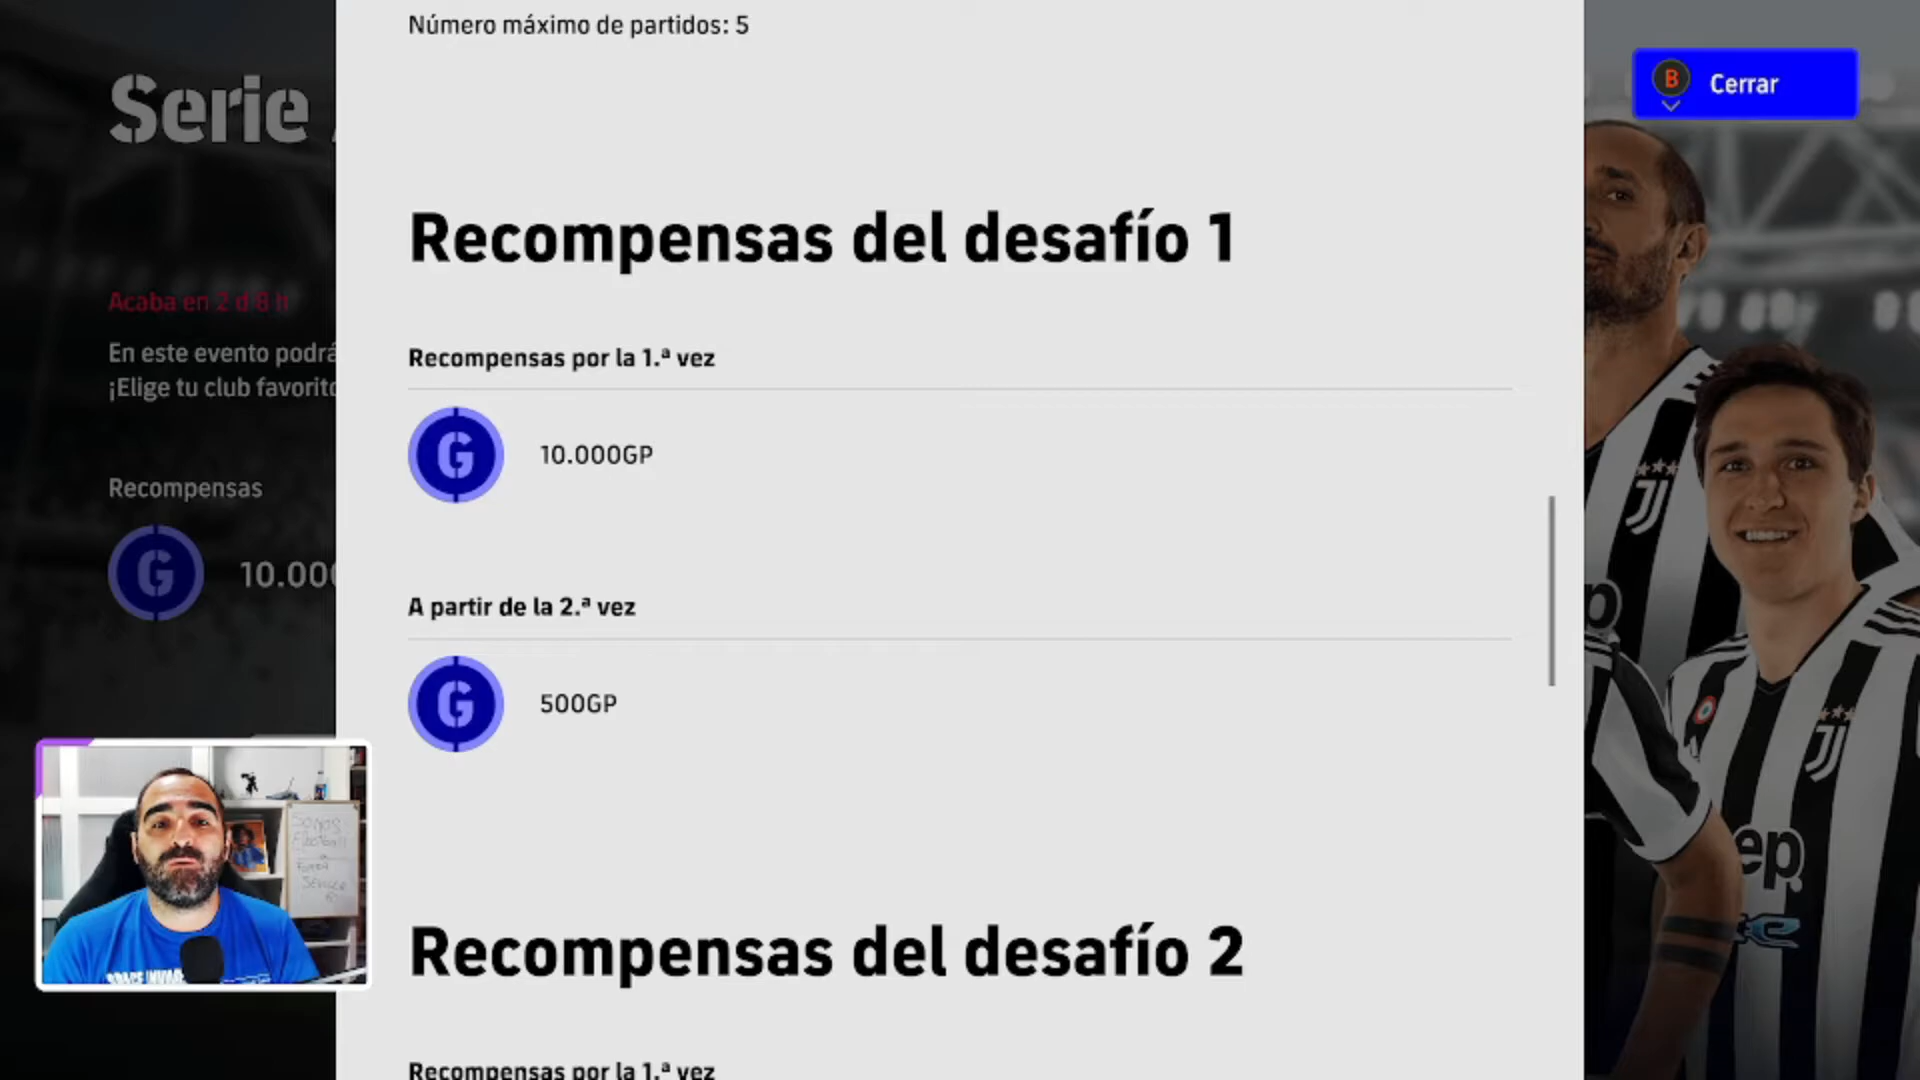 Número máximo de partidos: 5
B Cerrar
Serie
Acaba en 2 d 8 h
En este evento podrá
¡Elige tu club favorito
Recompensas
G 10.000
Recompensas del desafío 1
Recompensas por la 1.ª vez
G 10.000GP
A partir de la 2.ª vez
G 500GP
Recompensas del desafío 2
Recompensas por la 1.ª vez